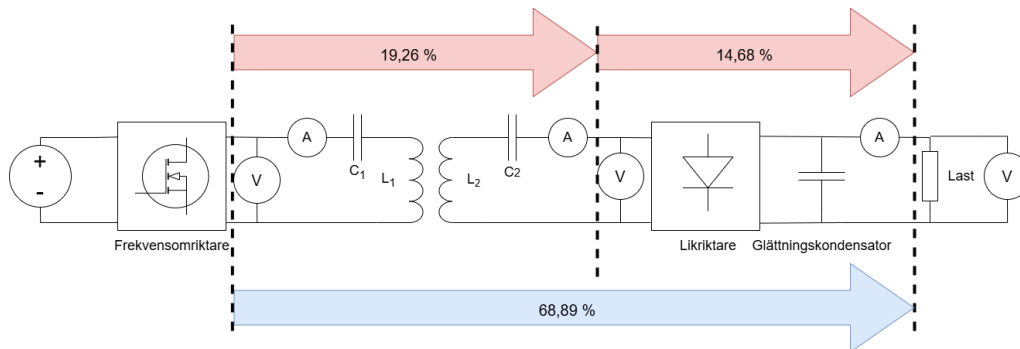 19,26 %
14,68 %
+
-
V
A
C1
L1
L2
C2
A
V
A
Last
V
Frekvensomriktare
Likriktare
Glättningskondensator
68,89 %